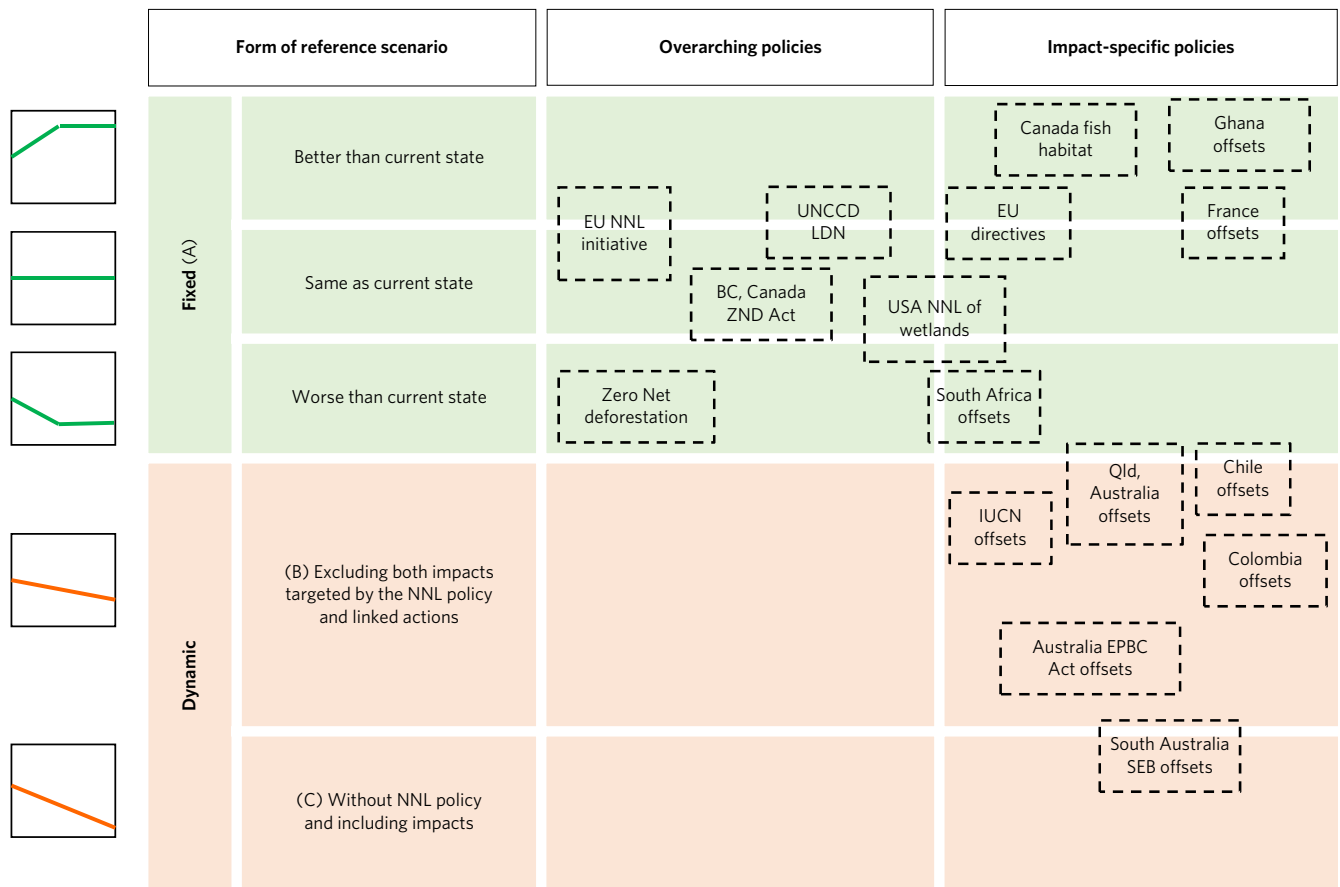 Form of reference scenario
Overarching policies
Impact-specific policies
Fixed (A)
Better than current state
Canada fish
habitat
Ghana
offsets
EU NNL
initiative
UNCCD
LDN
EU
directives
France
offsets
Same as current state
BC, Canada
ZND Act
USA NNL of
wetlands
Worse than current state
Zero Net
deforestation
South Africa
offsets
Dynamic
(B) Excluding both impacts
targeted by the NNL policy
and linked actions
Qld,
Australia
offsets
Chile
offsets
IUCN
offsets
Colombia
offsets
Australia EPBC
Act offsets
South Australia
SEB offsets
(C) Without NNL policy
and including impacts